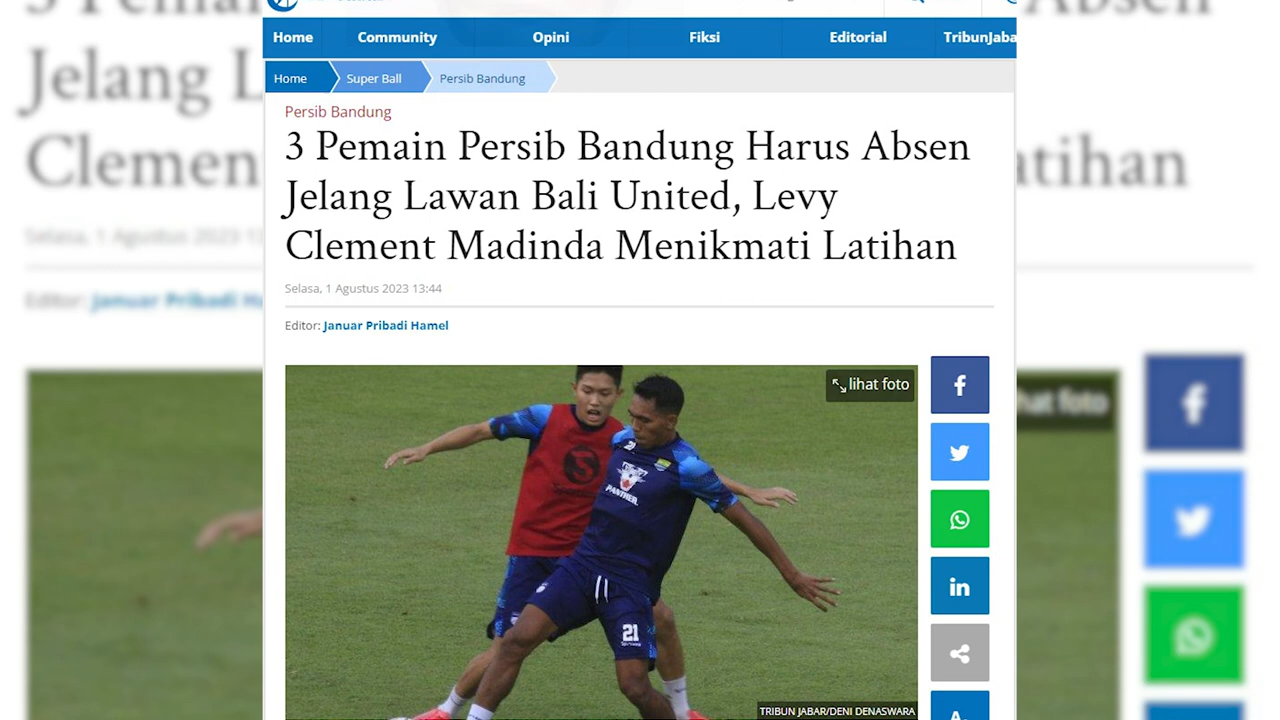 Home Community Opini Fiksi Editorial TribunJaba
Home Super Ball Persib Bandung
Persib Bandung
3 Pemain Persib Bandung Harus Absen
Jelang Lawan Bali United, Levy
Clement Madinda Menikmati Latihan
Selasa, 1 Agustus 2023 13:44
Editor: Januar Pribadi Hamel
lihat foto
PANTHER
21
TRIBUN JABAR/DENI DENASWARA